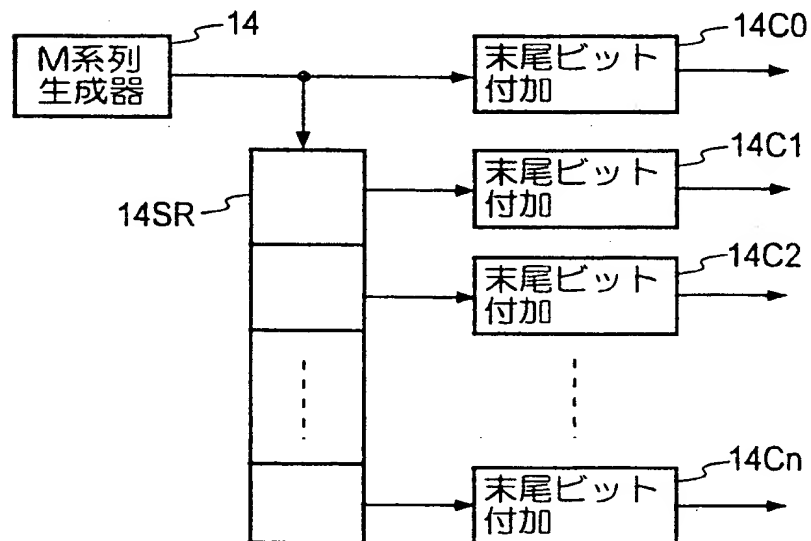 14
M系列
生成器
14C0
末尾ビット
付加
14C1
末尾ビット
付加
14SR
14C2
末尾ビット
付加
14Cn
末尾ビット
付加